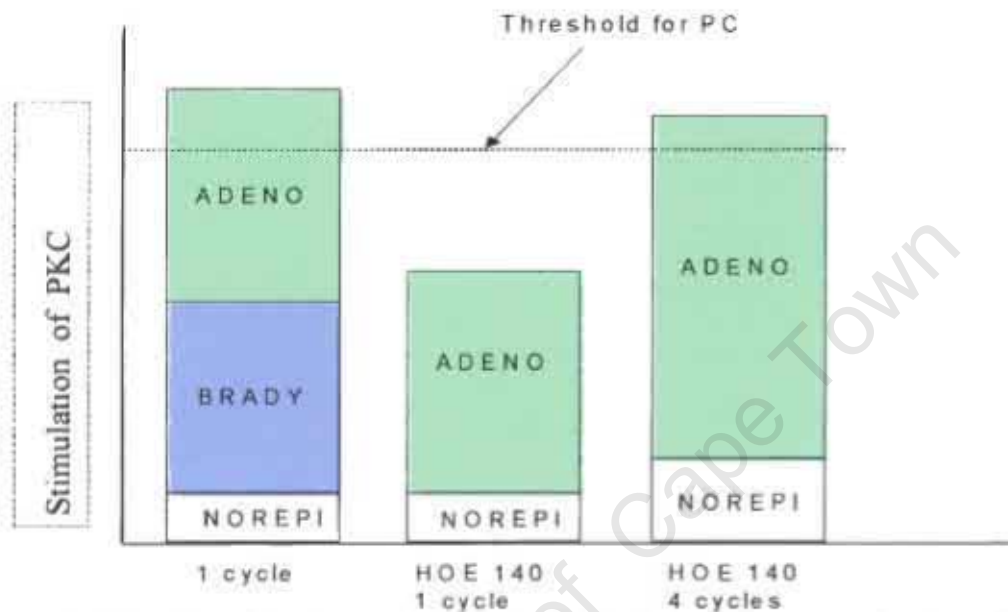 Threshold for PC
Stimulation of PKC
ADENO
BRADY
NOREPI
ADENO
NOREPI
ADENO
NOREPI
1 cycle
HOE 140
1 cycle
HOE 140
4 cycles
of Cape Town